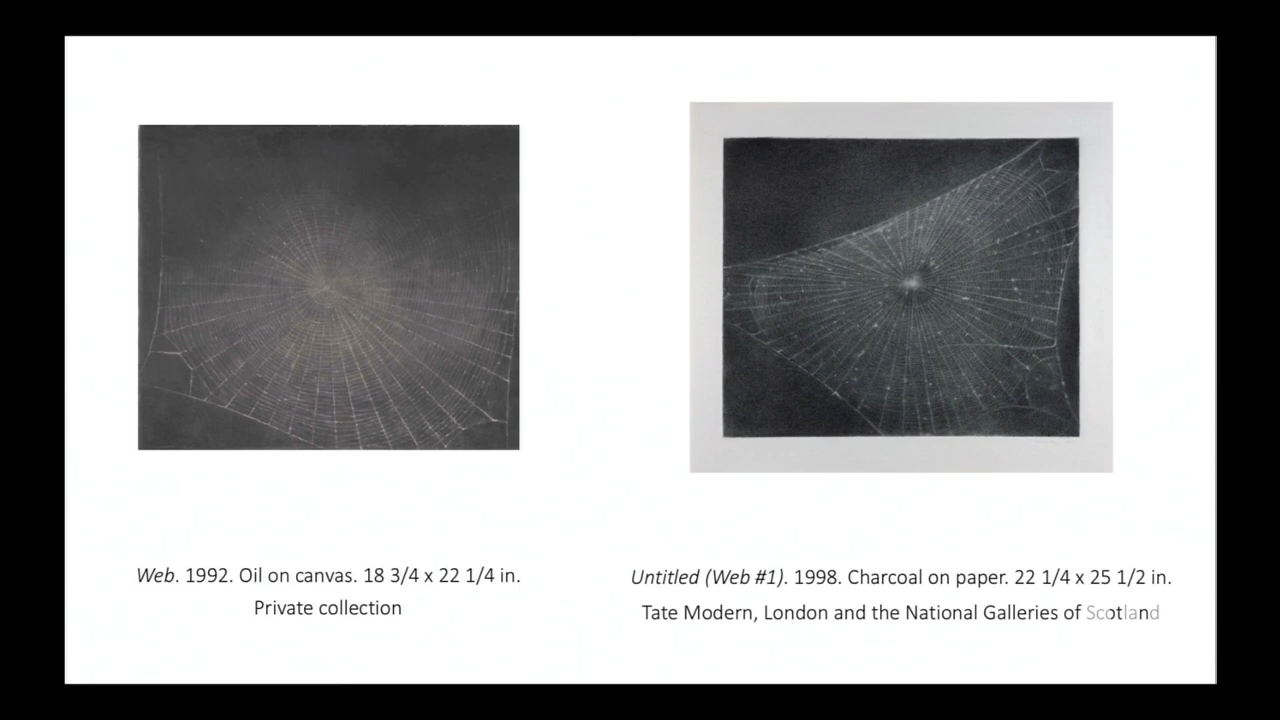 Web. 1992. Oil on canvas. 18 3/4 x 22 1/4 in.
Private collection
Untitled (Web #1). 1998. Charcoal on paper. 22 1/4 x 25 1/2 in.
Tate Modern, London and the National Galleries of Scotland